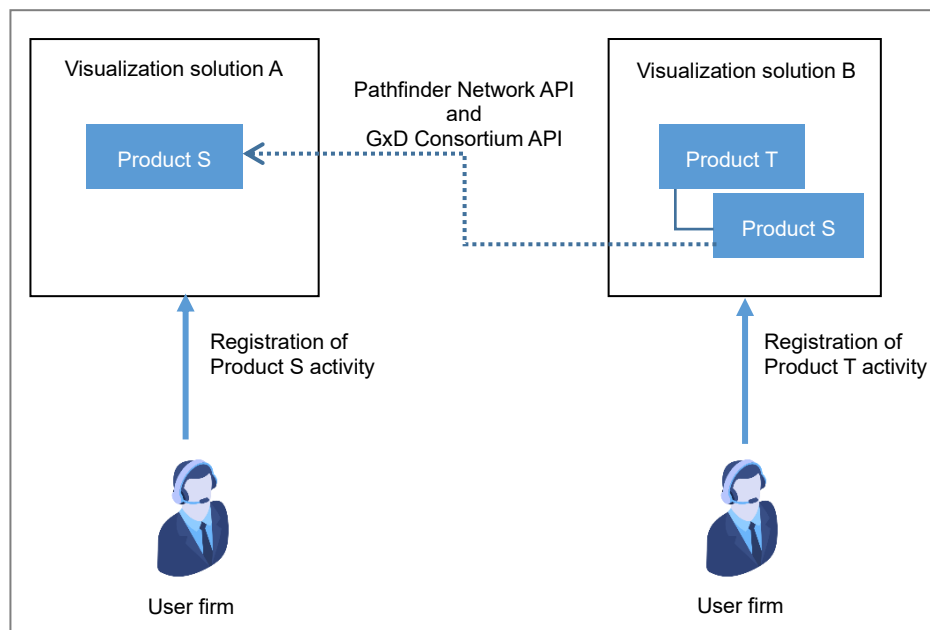 Visualization solution A
Product S
Pathfinder Network API
and
GxD Consortium API
Visualization solution B
Product T
Product S
Registration of
Product S activity
Registration of
Product T activity
User firm
User firm